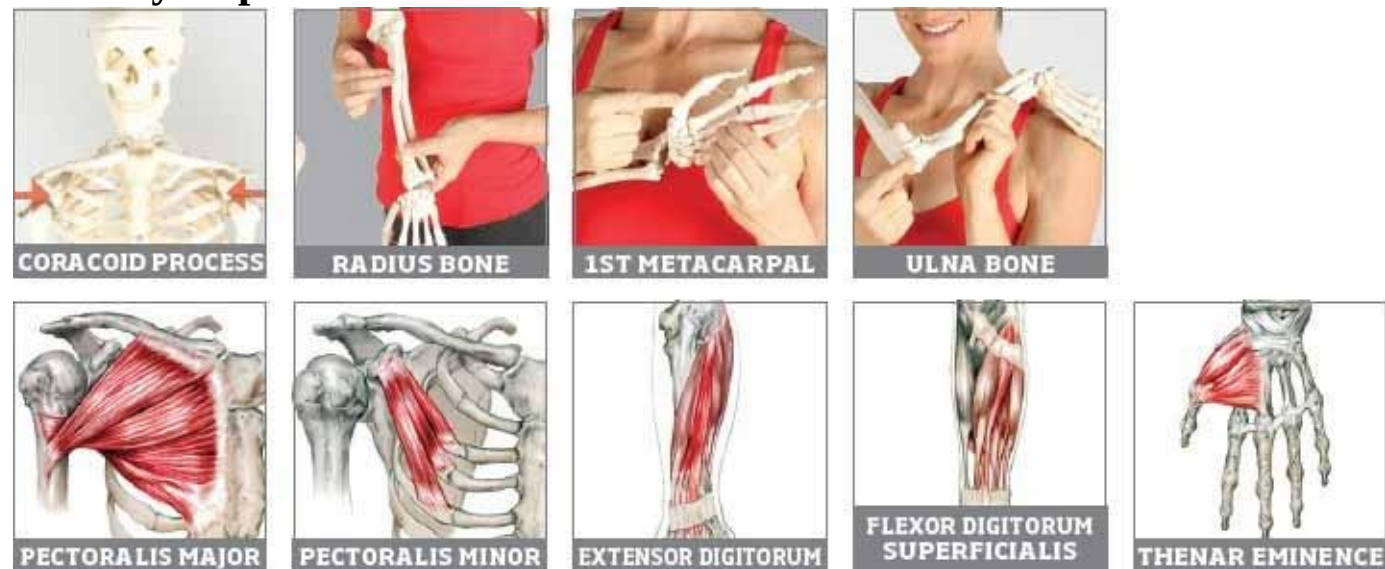 CORACOID PROCESS
RADIUS BONE
1ST METACARPAL
ULNA BONE
PECTORALIS MAJOR
PECTORALIS MINOR
EXTENSOR DIGITORUM
FLEXOR DIGITORUM
SUPERFICIALIS
THENAR EMINENCE